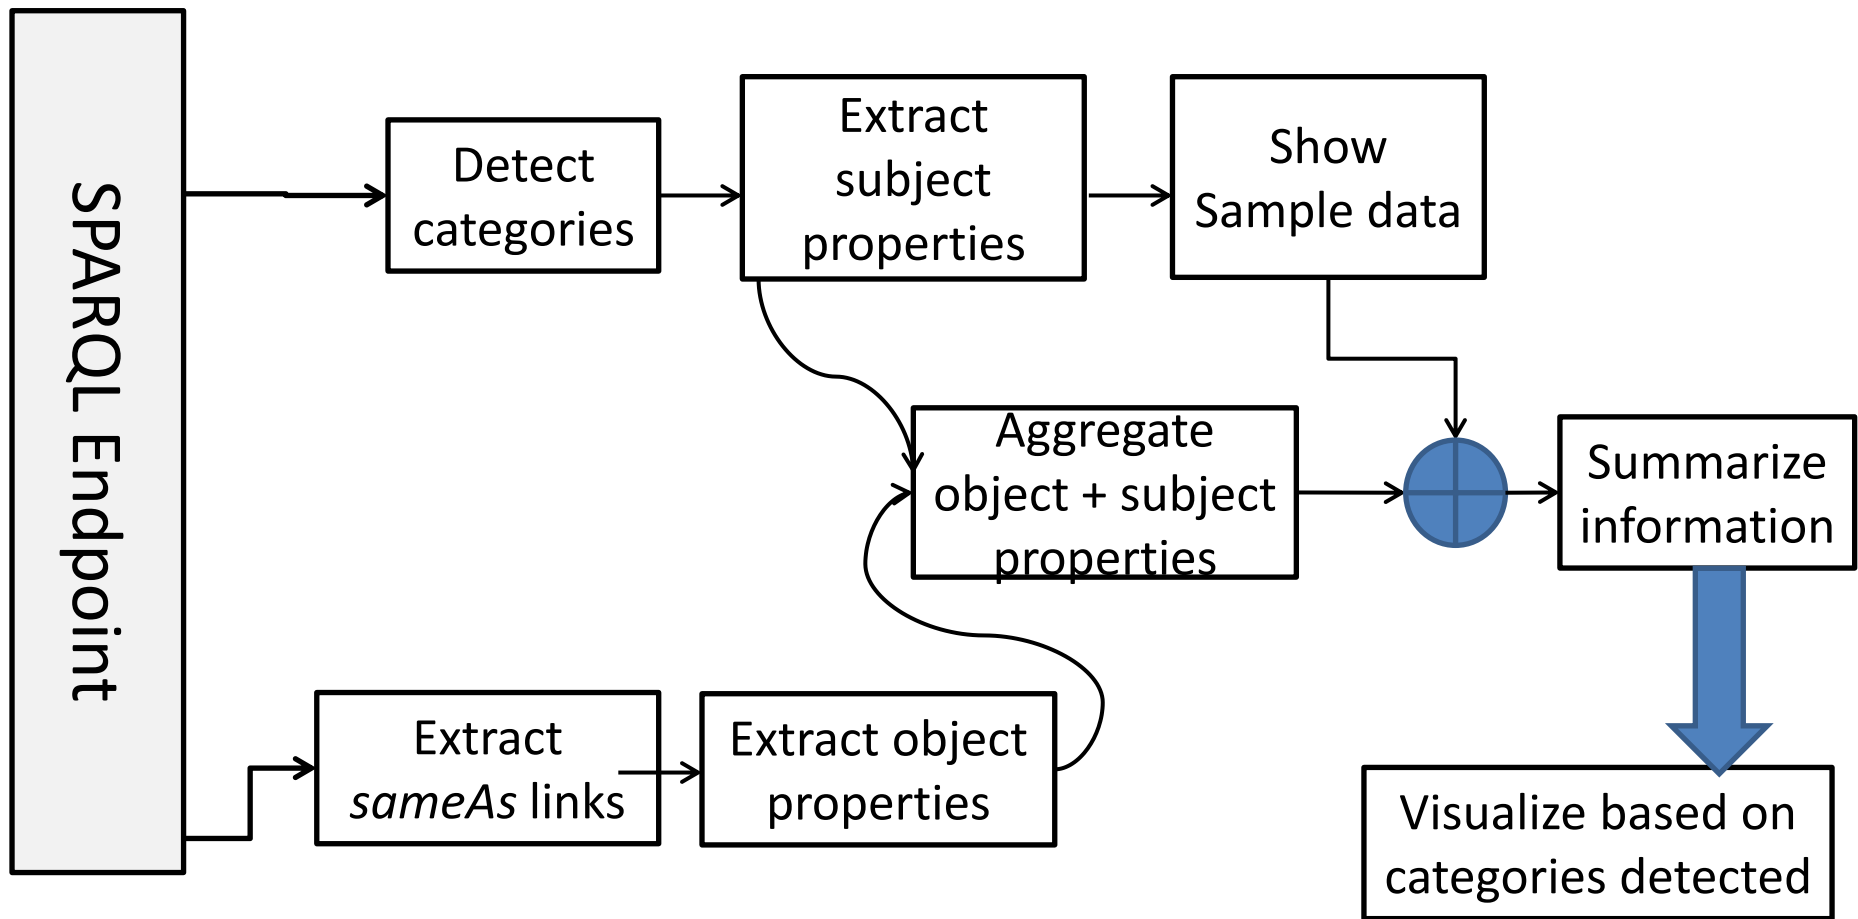 SPARQL Endpoint
Detect
categories
Extract
subject
properties
Show
Sample data
Aggregate
object + subject
properties
Summarize
information
Extract
sameAs links
Extract object
properties
Visualize based on
categories detected